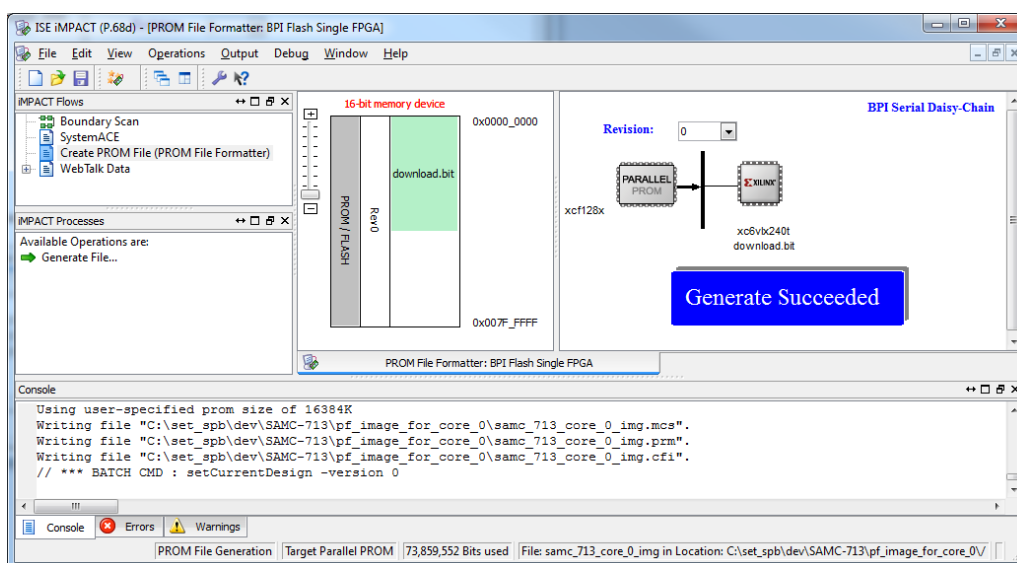 ISE iMPACT (P.68d) - [PROM File Formatter: BPI Flash Single FPGA]
File Edit View Operations Output Debug Window Help
iMPACT Flows
Boundary Scan
SystemACE
Create PROM File (PROM File Formatter)
WebTalk Data
iMPACT Processes
Available Operations are:
Generate File...
16-bit memory device
0x0000_0000
download.bit
PROM / FLASH
Rev0
0x007F_FFFF
BPI Serial Daisy-Chain
Revision: 0
PARALLEL
PROM
XILINX
xcf128x
xc6vlx240t
download.bit
Generate Succeeded
PROM File Formatter: BPI Flash Single FPGA
Console
Using user-specified prom size of 16384K
Writing file "C:\set_spb\dev\SAMC-713\pf_image_for_core_0\samc_713_core_0_img.mcs".
Writing file "C:\set_spb\dev\SAMC-713\pf_image_for_core_0\samc_713_core_0_img.prm".
Writing file "C:\set_spb\dev\SAMC-713\pf_image_for_core_0\samc_713_core_0_img.cfi".
// *** BATCH CMD : setCurrentDesign -version 0
Console Errors Warnings
PROM File Generation Target Parallel PROM 73,859,552 Bits used File: samc_713_core_0_img in Location: C:\set_spb\dev\SAMC-713\pf_image_for_core_0\/